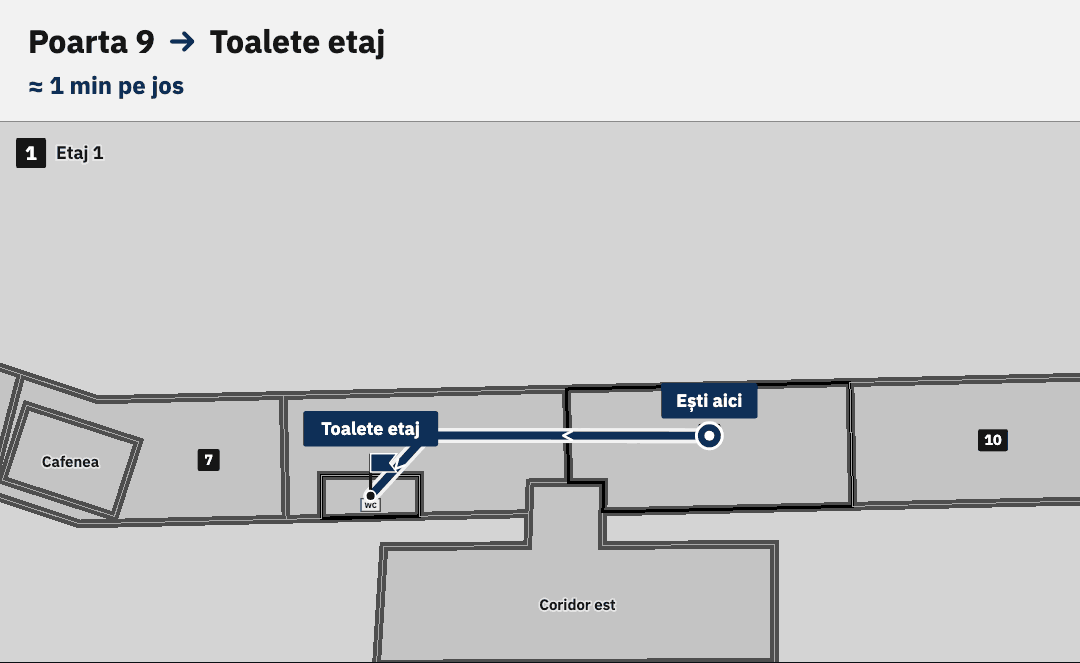 Poarta 9 → Toalete etaj
≈ 1 min pe jos
1 Etaj 1
Ești aici
Toalete etaj
10
7
Cafenea
wc
Coridor est